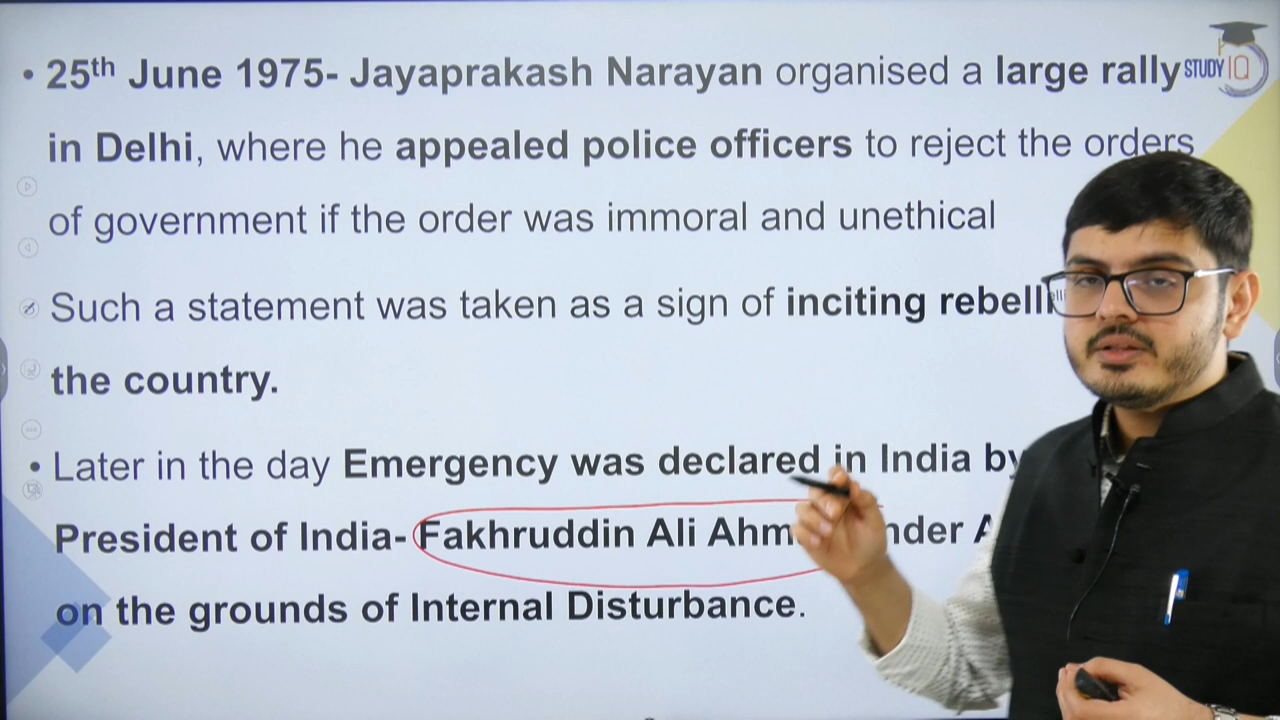 • 25th June 1975- Jayaprakash Narayan organised a large rally
STUDY IQ
in Delhi, where he appealed police officers to reject the orders
of government if the order was immoral and unethical
Such a statement was taken as a sign of inciting
the country.
• Later in the day Emergency was declared in India
President of India- Fakhruddin Ali
on the grounds of Internal Disturbance.